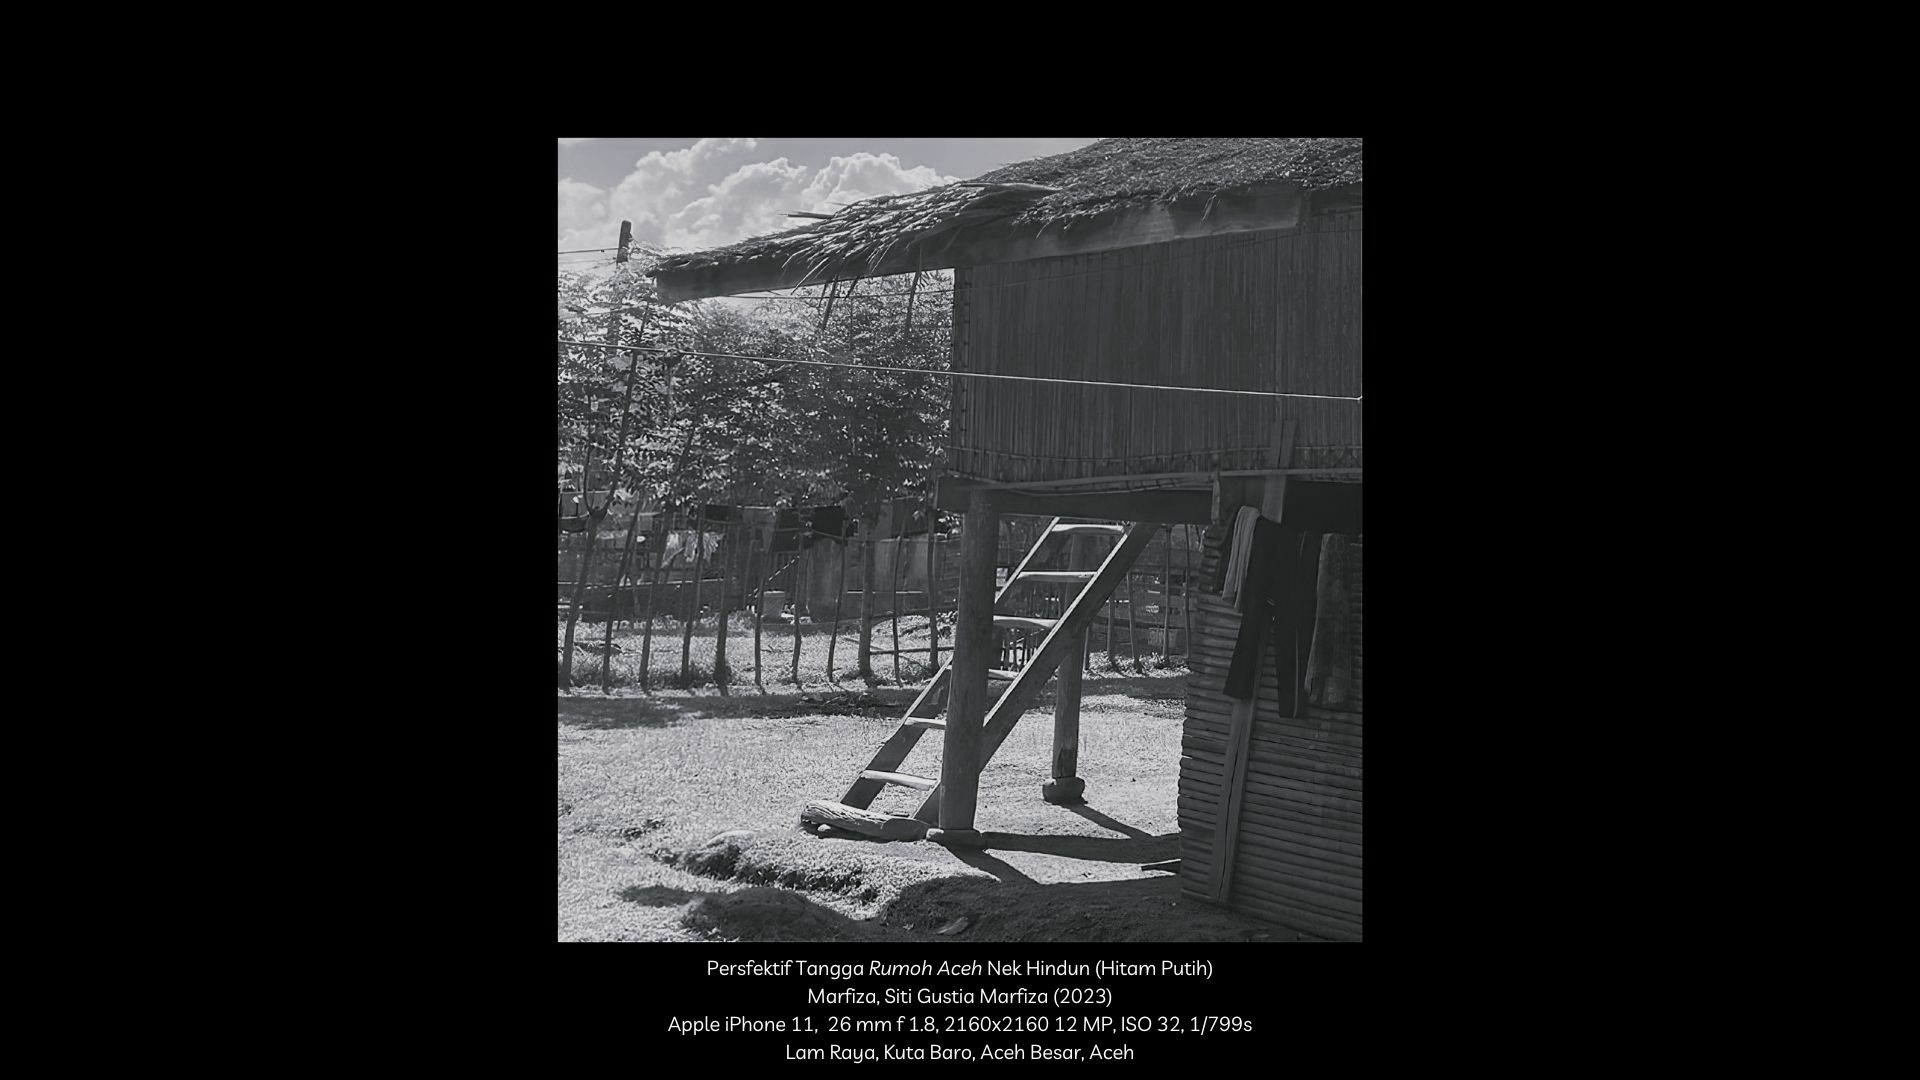 Persfektif Tangga Rumoh Aceh Nek Hindun (Hitam Putih)
Marfiza, Siti Gustia Marfiza (2023)
Apple iPhone 11,  26 mm f 1.8, 2160x2160 12 MP, ISO 32, 1/799s
Lam Raya, Kuta Baro, Aceh Besar, Aceh